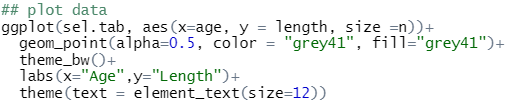 ## plot data
ggplot(sel.tab, aes(x=age, y = length, size =n))+
  geom_point(alpha=0.5, color = "grey41", fill="grey41")+
  theme_bw()+
  labs(x="Age",y="Length")+
  theme(text = element_text(size=12))